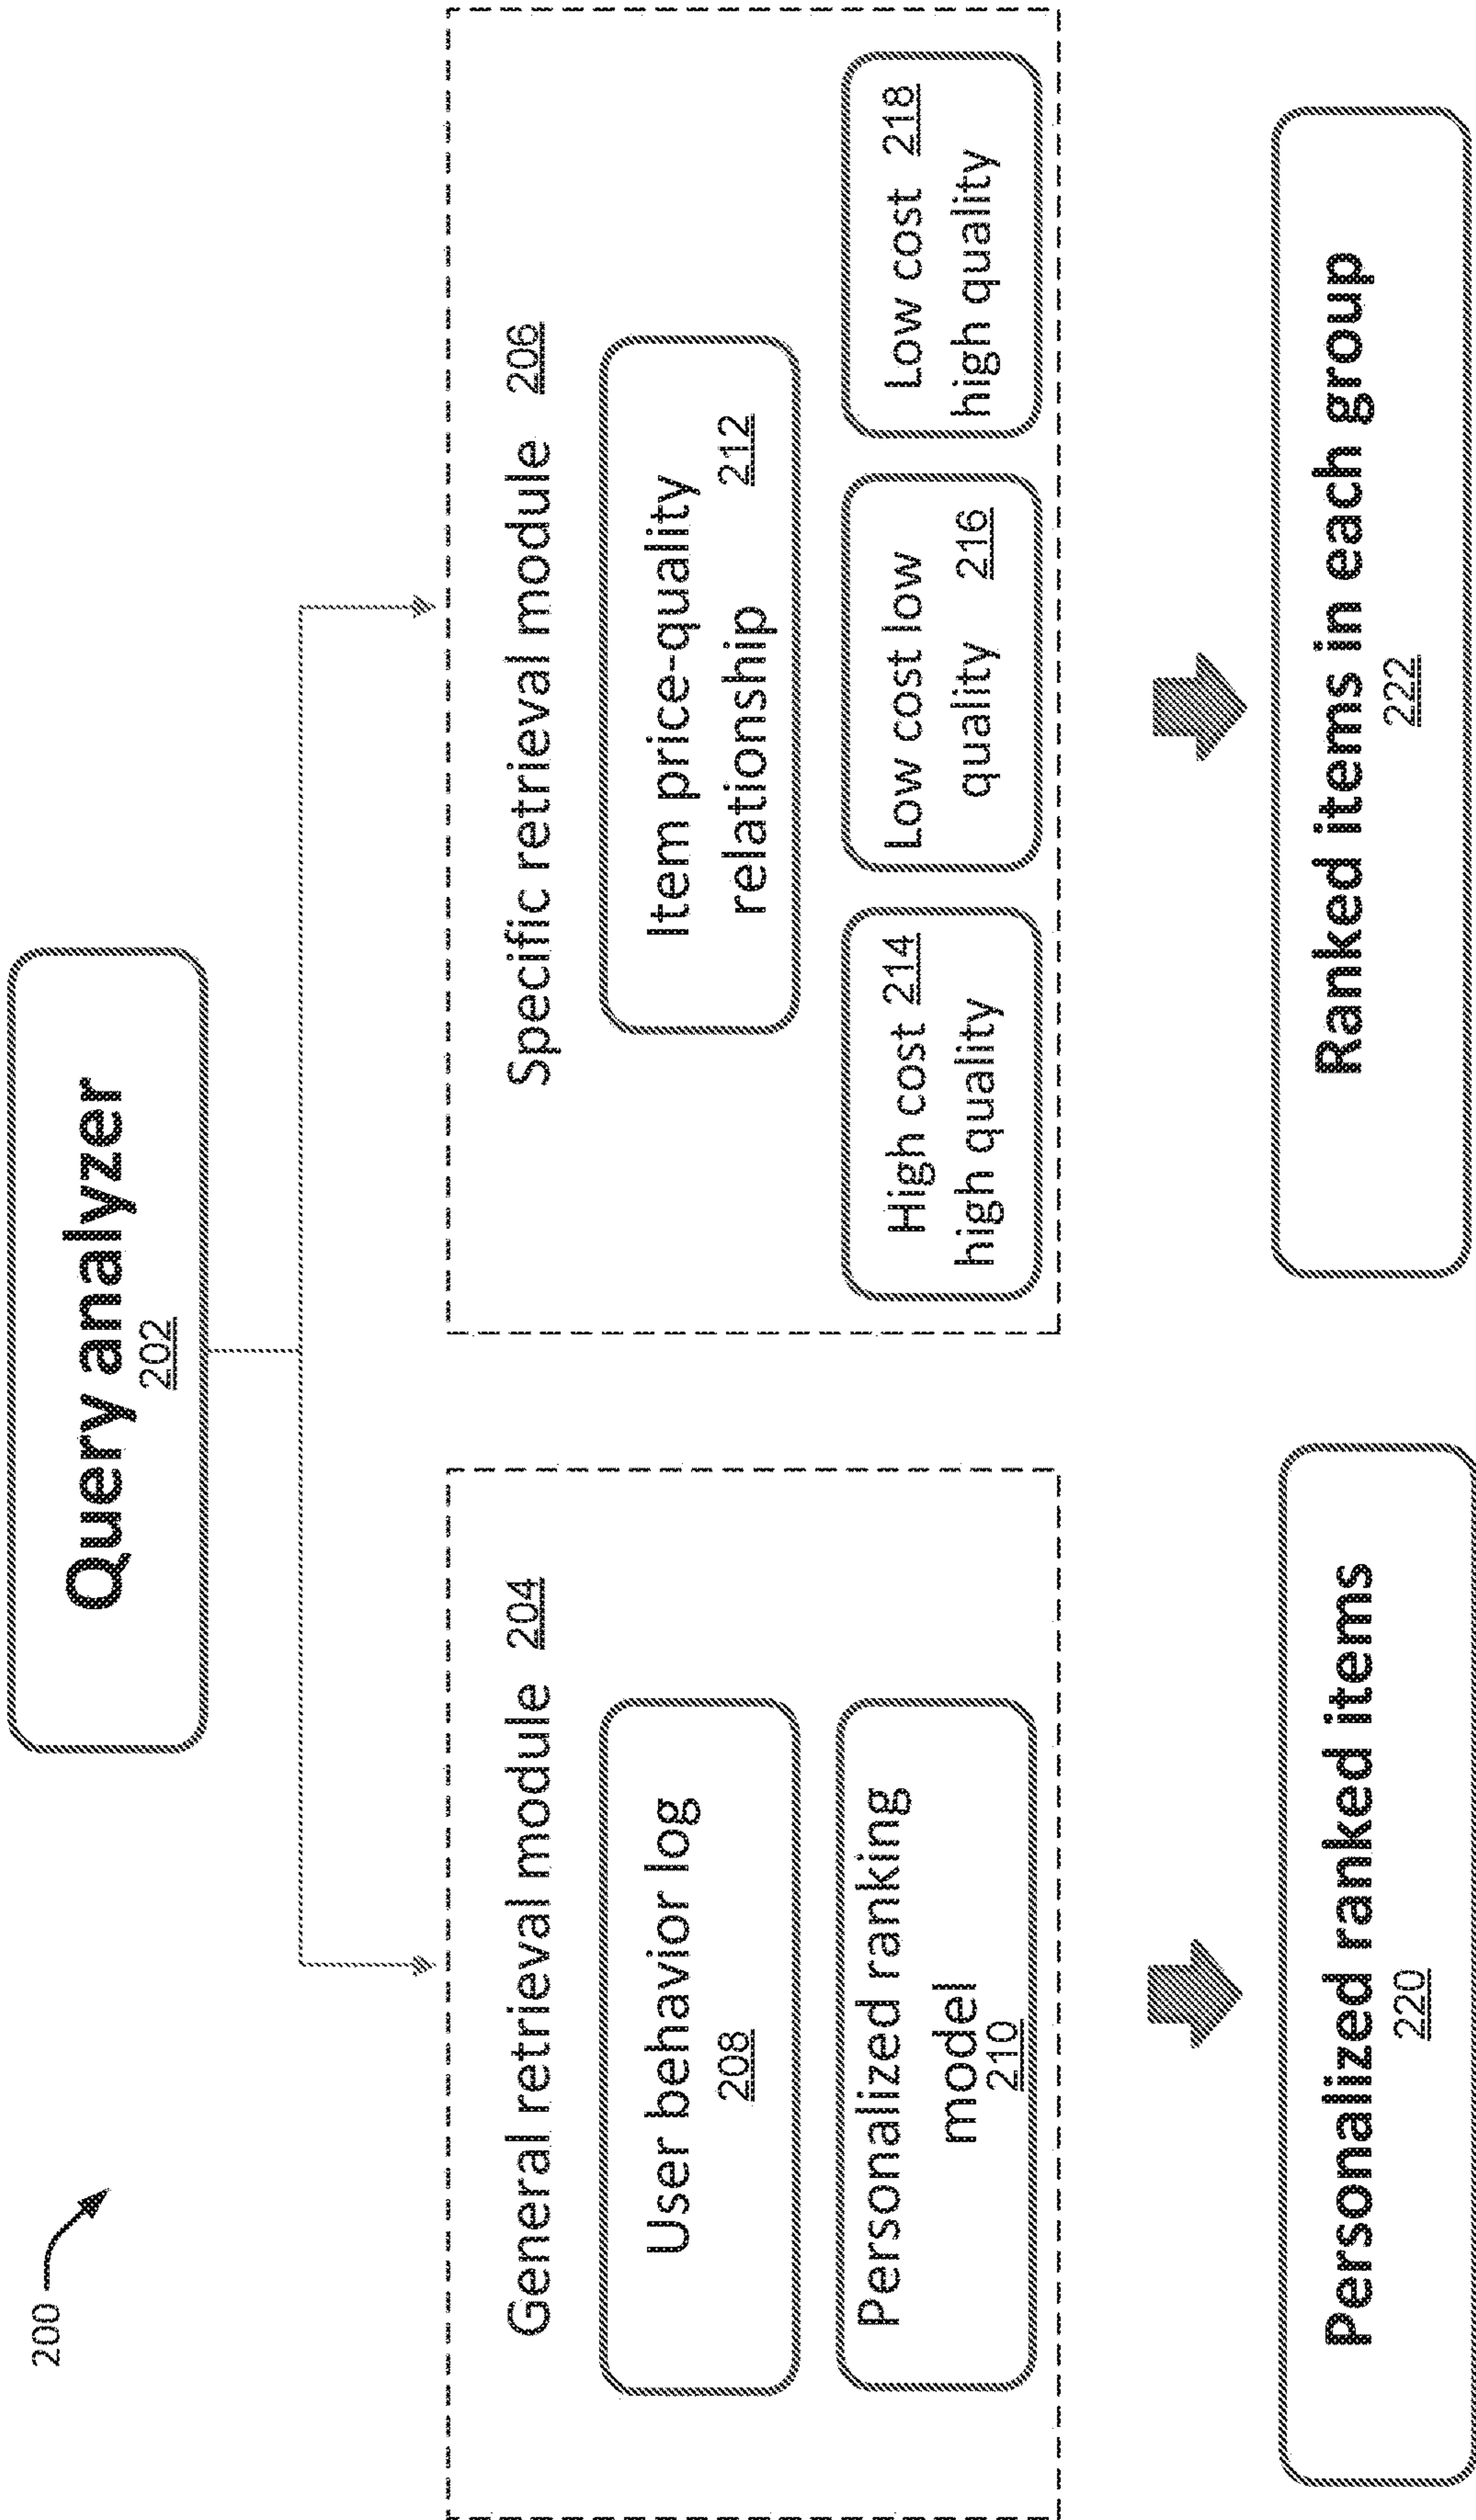 200
Query analyzer
202
General retrieval module 204
User behavior log
208
Personalized ranking
model
210
Personalized ranked items
220
Specific retrieval module 206
Item price-quality
relationship 212
High cost 214
high quality
Low cost low
quality 216
Low cost 218
high quality
Ranked items in each group
222